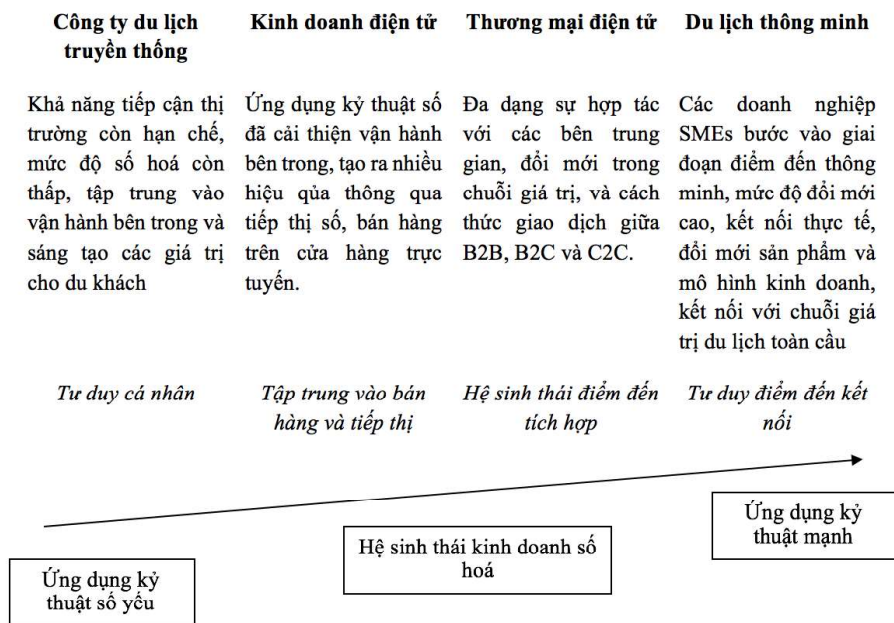 Công ty du lịch
truyền thống
Khả năng tiếp cận thị
trường còn hạn chế,
mức độ số hoá còn
thấp, tập trung vào
vận hành bên trong và
sáng tạo các giá trị
cho du khách
Tư duy cá nhân
Kinh doanh điện tử
Ứng dụng kỷ thuật số
đã cải thiện vận hành
bên trong, tạo ra nhiều
hiệu qủa thông qua
tiếp thị số, bán hàng
trên cửa hàng trực
tuyến.
Tập trung vào bán
hàng và tiếp thị
Thương mại điện tử
Đa dạng sự hợp tác
với các bên trung
gian, đổi mới trong
chuỗi giá trị, và cách
thức giao dịch giữa
B2B, B2C và C2C.
Hệ sinh thái điểm đến
tích hợp
Du lịch thông minh
Các doanh nghiệp
SMEs bước vào giai
đoạn điểm đến thông
minh, mức độ đổi mới
cao, kết nối thực tế,
đổi mới sản phẩm và
mô hình kinh doanh,
kết nối với chuỗi giá
trị du lịch toàn cầu
Tư duy điểm đến kết
nối
Ứng dụng kỷ
thuật số yếu
Hệ sinh thái kinh doanh số
hoá
Ứng dụng kỷ
thuật mạnh